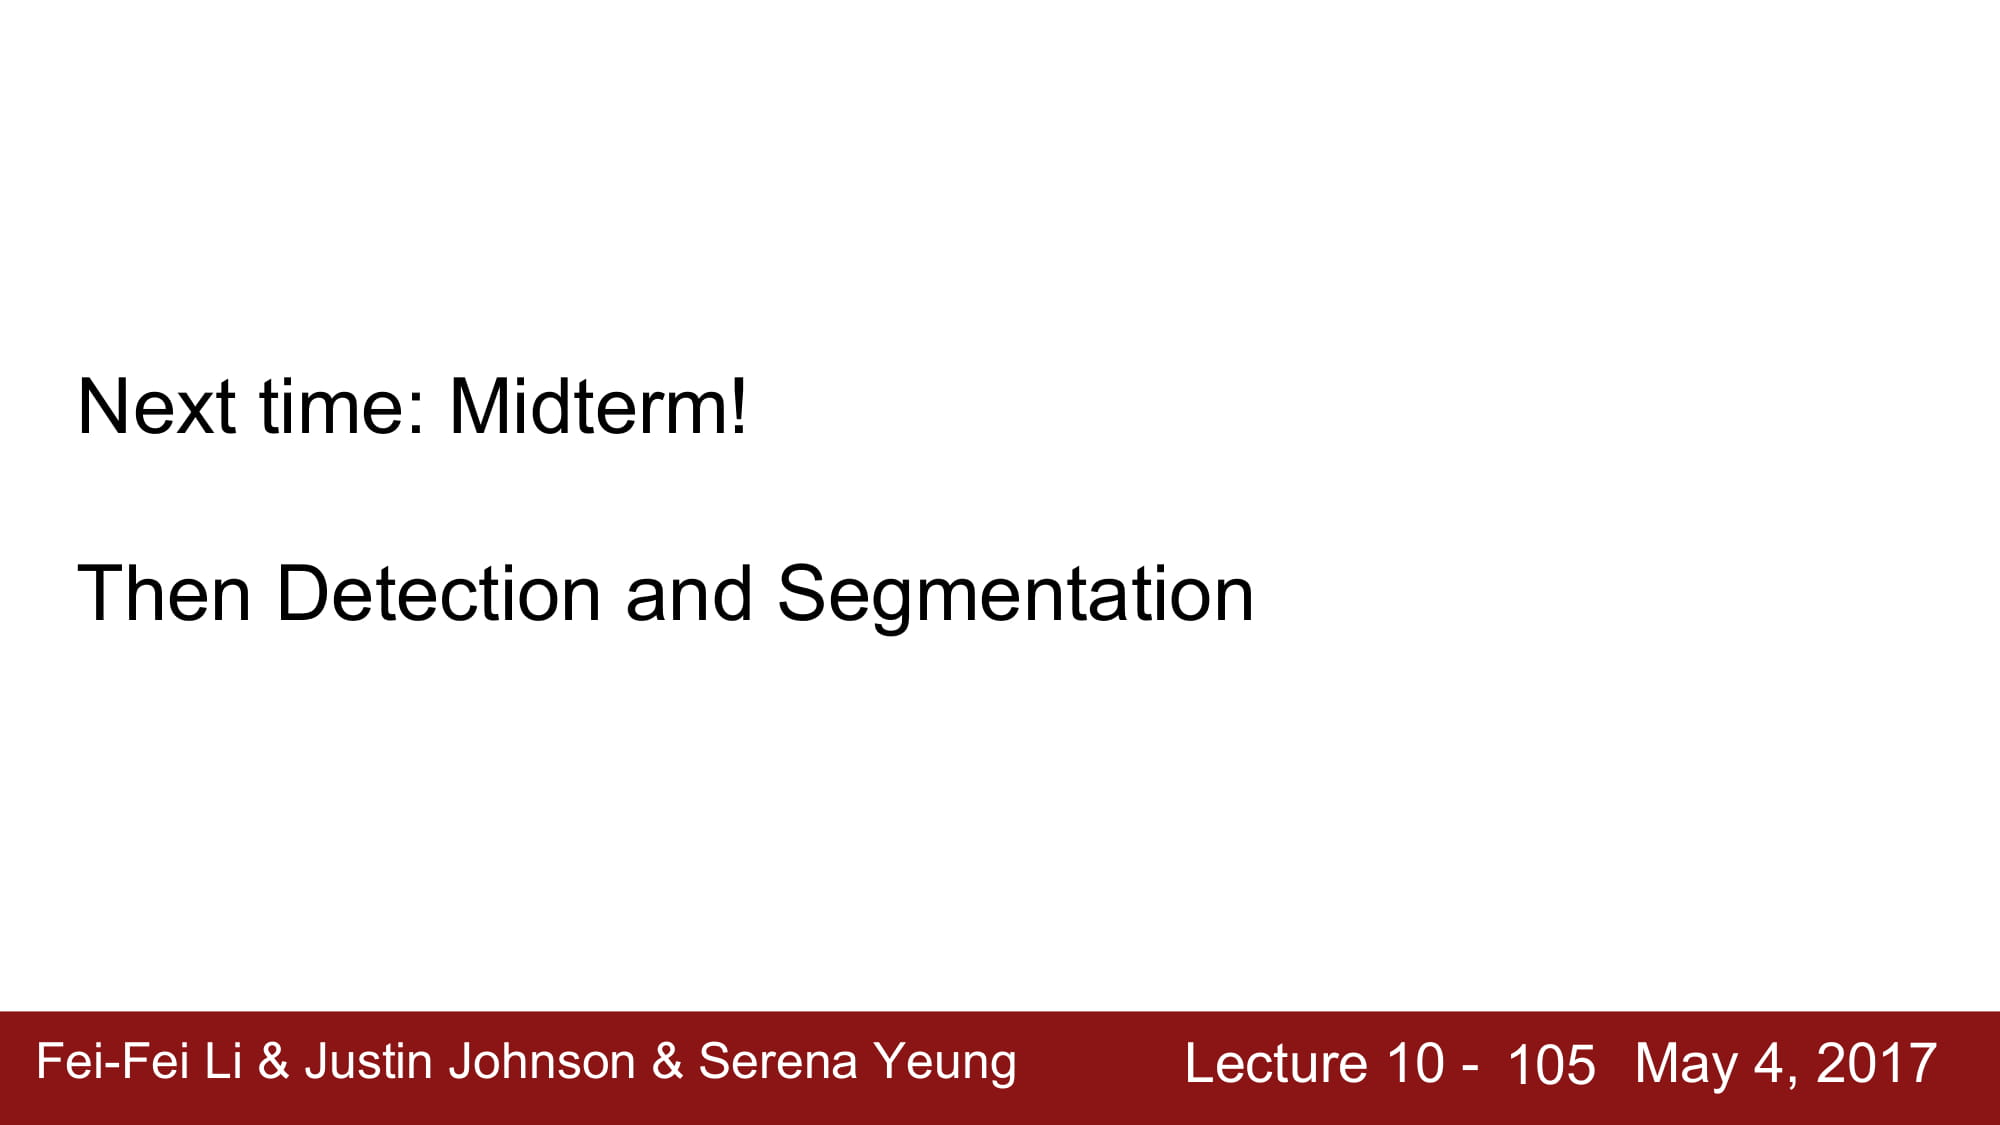 Next time: Midterm!
Then Detection and Segmentation
Fei-Fei Li & Justin Johnson & Serena Yeung Lecture 10 - 105 May 4, 2017